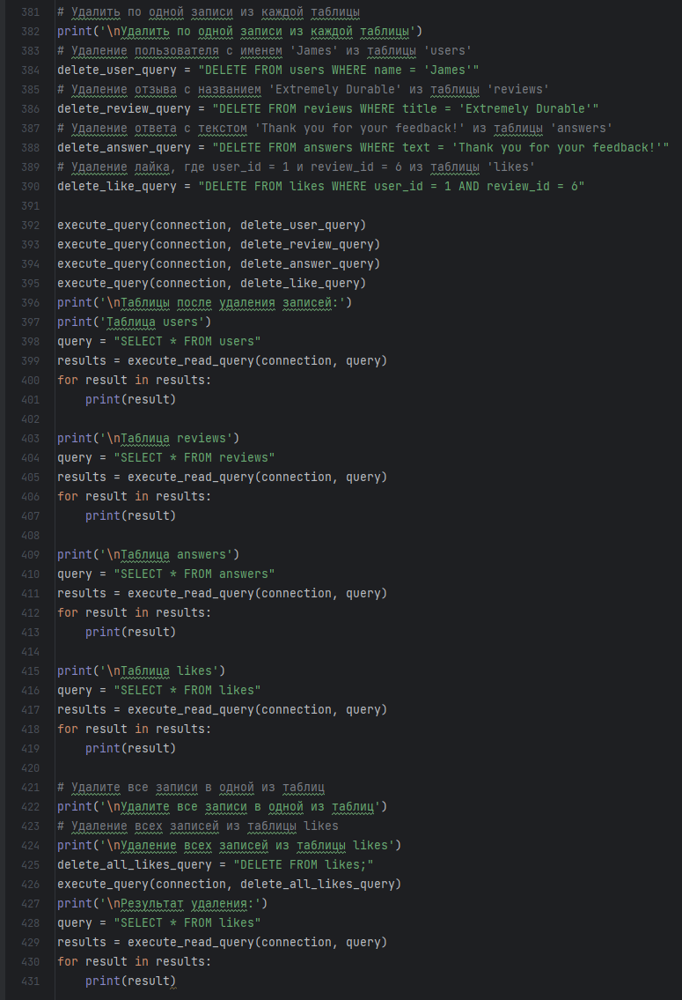 381 # Удалить по одной записи из каждой таблицы
382 print('\nУдалить по одной записи из каждой таблицы')
383 # Удаление пользователя с именем 'James' из таблицы 'users'
384 delete_user_query = "DELETE FROM users WHERE name = 'James'"
385 # Удаление отзыва с названием 'Extremely Durable' из таблицы 'reviews'
386 delete_review_query = "DELETE FROM reviews WHERE title = 'Extremely Durable'"
387 # Удаление ответа с текстом 'Thank you for your feedback!' из таблицы 'answers'
388 delete_answer_query = "DELETE FROM answers WHERE text = 'Thank you for your feedback!'"
389 # Удаление лайка, где user_id = 1 и review_id = 6 из таблицы 'likes'
390 delete_like_query = "DELETE FROM likes WHERE user_id = 1 AND review_id = 6"
391
392 execute_query(connection, delete_user_query)
393 execute_query(connection, delete_review_query)
394 execute_query(connection, delete_answer_query)
395 execute_query(connection, delete_like_query)
396 print('\nТаблицы после удаления записей:')
397 print('Таблица users')
398 query = "SELECT * FROM users"
399 results = execute_read_query(connection, query)
400 for result in results:
401     print(result)
402
403 print('\nТаблица reviews')
404 query = "SELECT * FROM reviews"
405 results = execute_read_query(connection, query)
406 for result in results:
407     print(result)
408
409 print('\nТаблица answers')
410 query = "SELECT * FROM answers"
411 results = execute_read_query(connection, query)
412 for result in results:
413     print(result)
414
415 print('\nТаблица likes')
416 query = "SELECT * FROM likes"
417 results = execute_read_query(connection, query)
418 for result in results:
419     print(result)
420
421 # Удалите все записи в одной из таблиц
422 print('\nУдалите все записи в одной из таблиц')
423 # Удаление всех записей из таблицы likes
424 print('\nУдаление всех записей из таблицы likes')
425 delete_all_likes_query = "DELETE FROM likes;"
426 execute_query(connection, delete_all_likes_query)
427 print('\nРезультат удаления:')
428 query = "SELECT * FROM likes"
429 results = execute_read_query(connection, query)
430 for result in results:
431     print(result)